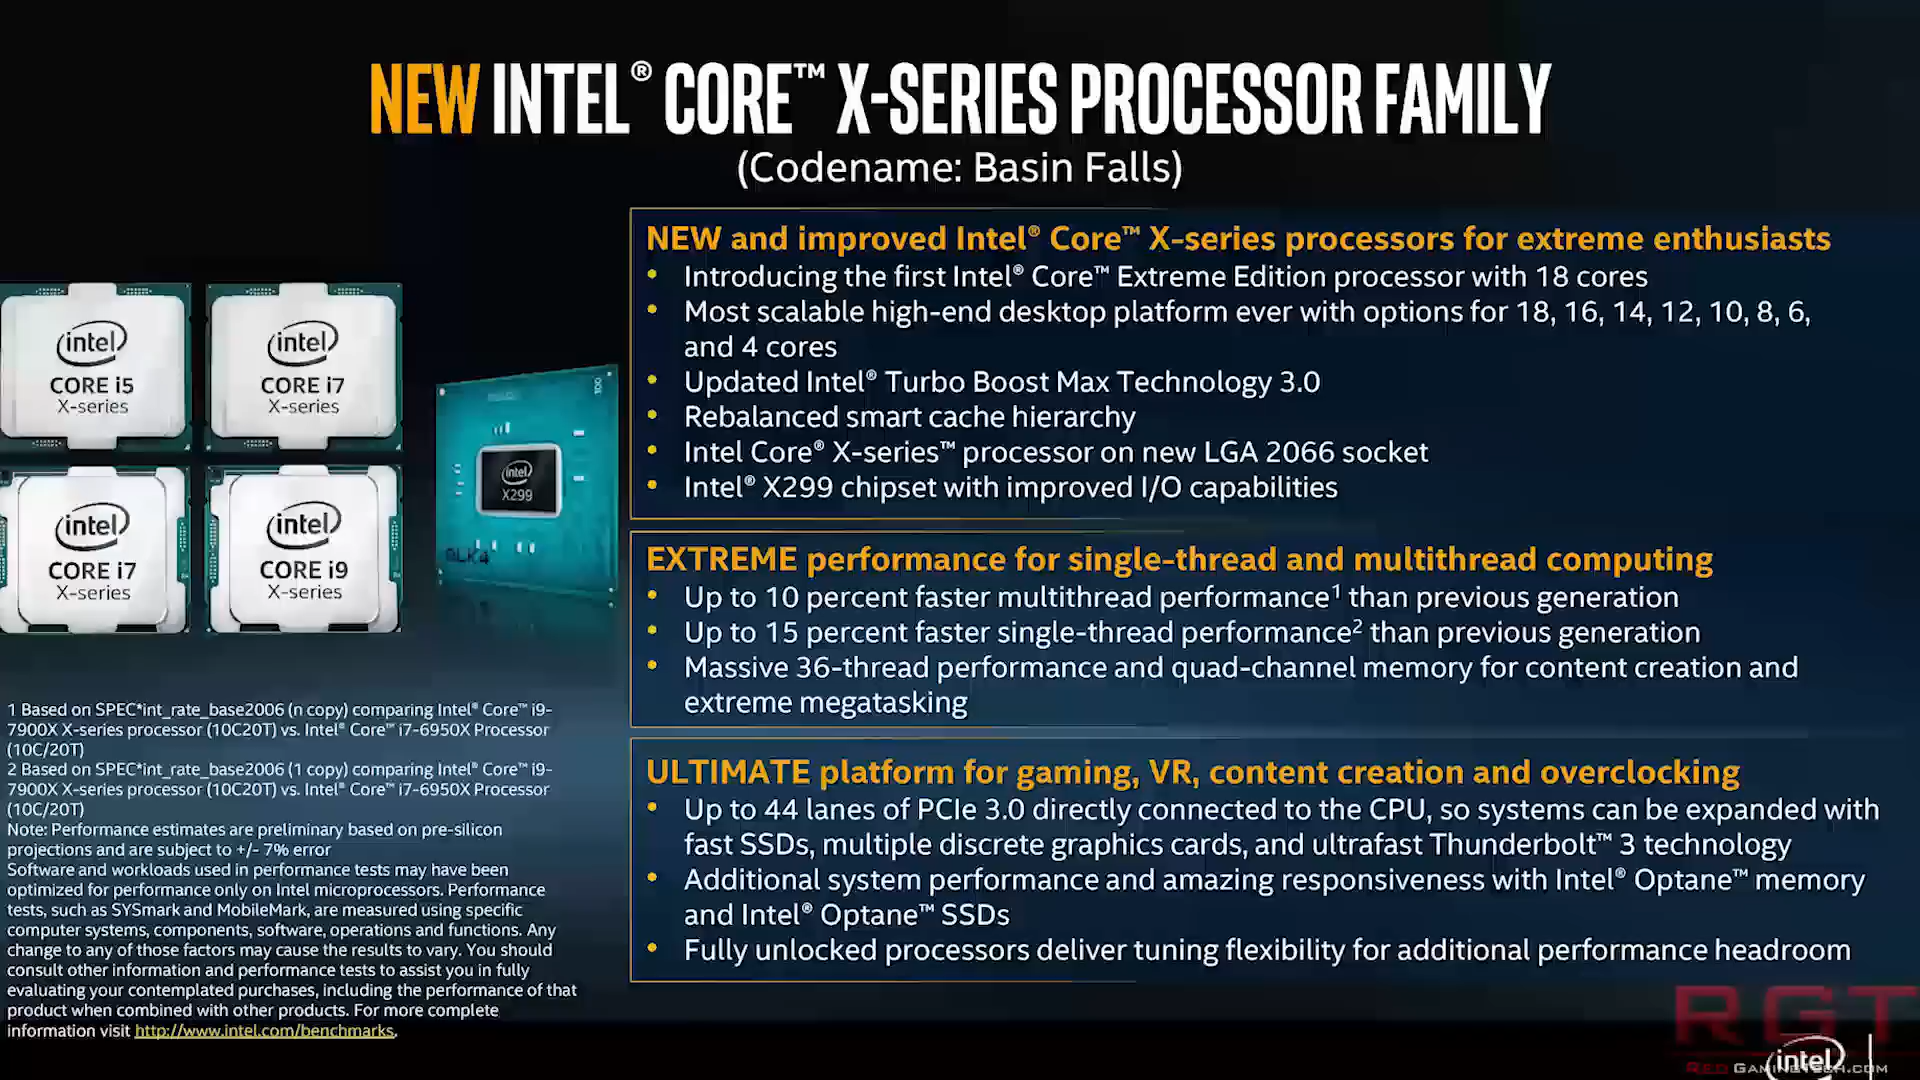 NEW INTEL® CORE™ X-SERIES PROCESSOR FAMILY
(Codename: Basin Falls)
NEW and improved Intel® Core™ X-series processors for extreme enthusiasts
• Introducing the first Intel® Core™ Extreme Edition processor with 18 cores
• Most scalable high-end desktop platform ever with options for 18, 16, 14, 12, 10, 8, 6,
and 4 cores
• Updated Intel® Turbo Boost Max Technology 3.0
• Rebalanced smart cache hierarchy
• Intel Core® X-series™ processor on new LGA 2066 socket
• Intel® X299 chipset with improved I/O capabilities
EXTREME performance for single-thread and multithread computing
• Up to 10 percent faster multithread performance¹ than previous generation
• Up to 15 percent faster single-thread performance² than previous generation
• Massive 36-thread performance and quad-channel memory for content creation and
extreme megatasking
ULTIMATE platform for gaming, VR, content creation and overclocking
• Up to 44 lanes of PCIe 3.0 directly connected to the CPU, so systems can be expanded with
fast SSDs, multiple discrete graphics cards, and ultrafast Thunderbolt™ 3 technology
• Additional system performance and amazing responsiveness with Intel® Optane™ memory
and Intel® Optane™ SSDs
• Fully unlocked processors deliver tuning flexibility for additional performance headroom
intel
CORE i5
X-series
intel
CORE i7
X-series
intel
CORE i7
X-series
intel
CORE i9
X-series
intel
X299
BLK4
1 Based on SPEC*int_rate_base2006 (n copy) comparing Intel® Core™ i9-
7900X X-series processor (10C20T) vs. Intel® Core™ i7-6950X Processor
(10C/20T)
2 Based on SPEC*int_rate_base2006 (1 copy) comparing Intel® Core™ i9-
7900X X-series processor (10C20T) vs. Intel® Core™ i7-6950X Processor
(10C/20T)
Note: Performance estimates are preliminary based on pre-silicon
projections and are subject to +/- 7% error
Software and workloads used in performance tests may have been
optimized for performance only on Intel microprocessors. Performance
tests, such as SYSmark and MobileMark, are measured using specific
computer systems, components, software, operations and functions. Any
change to any of those factors may cause the results to vary. You should
consult other information and performance tests to assist you in fully
evaluating your contemplated purchases, including the performance of that
product when combined with other products. For more complete
information visit http://www.intel.com/benchmarks.
RGT
intel
RED GAMINGTECH.COM